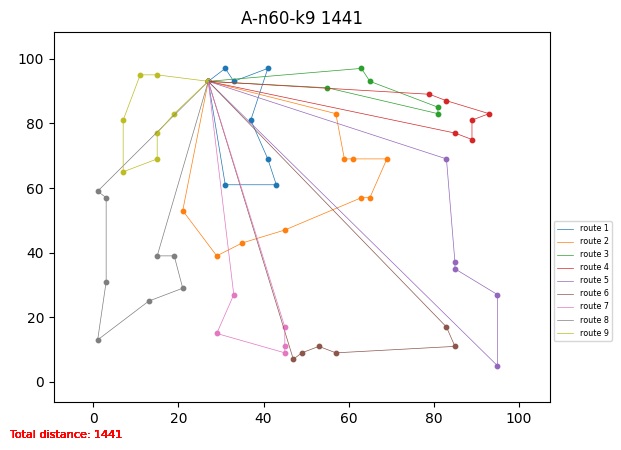 A-n60-k9 1441
100
80
60
40
20
0
0 20 40 60 80 100
route 1
route 2
route 3
route 4
route 5
route 6
route 7
route 8
route 9
Total distance: 1441